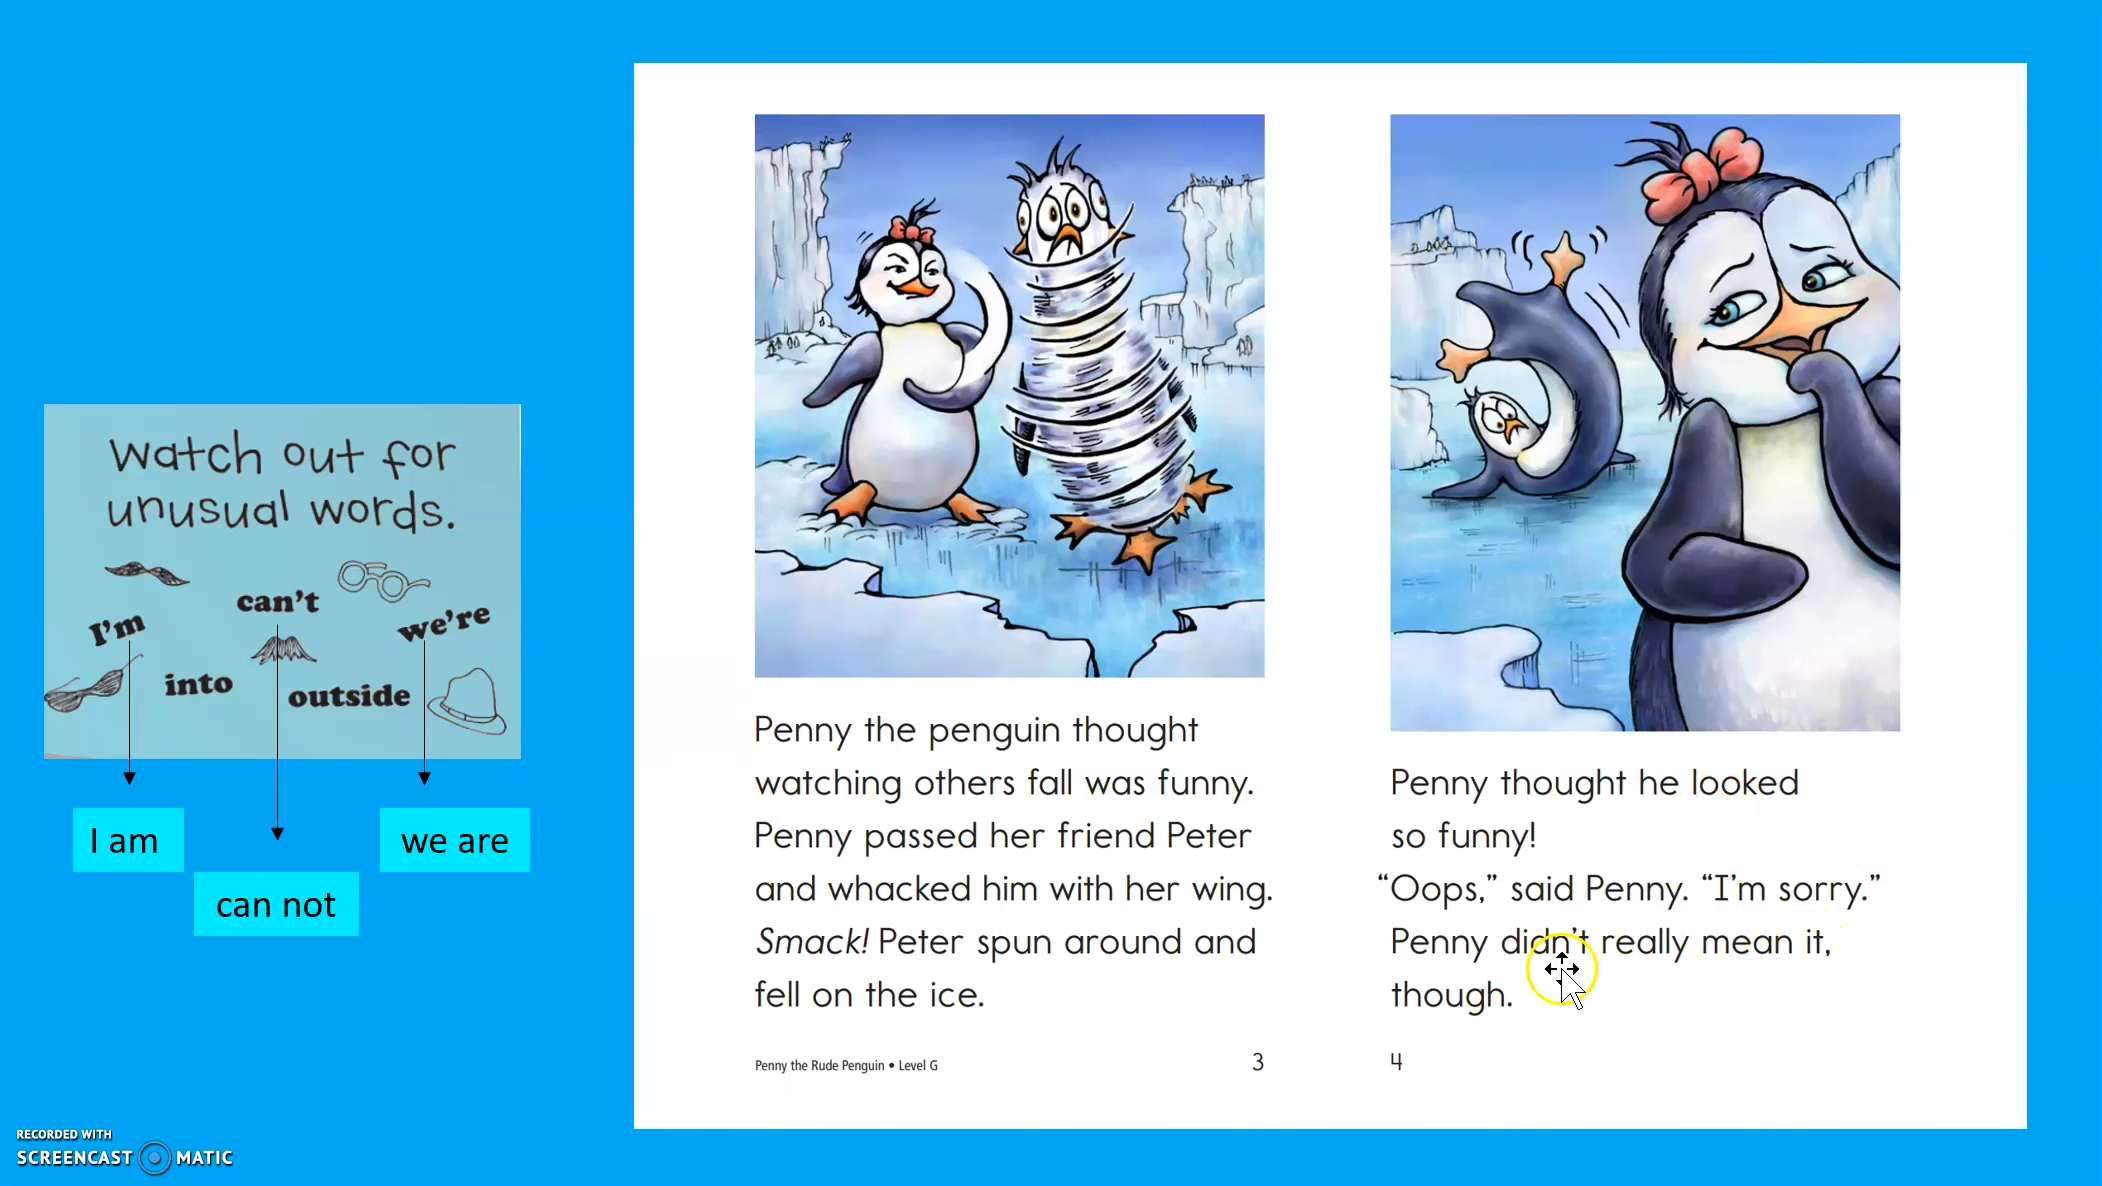 Watch out for
unusual words.
can't
I'm
we're
into
outside
I am
we are
can not
Penny the penguin thought
watching others fall was funny.
Penny passed her friend Peter
and whacked him with her wing.
Smack! Peter spun around and
fell on the ice.
Penny the Rude Penguin • Level G
3
Penny thought he looked
so funny!
“Oops,” said Penny. “I'm sorry.”
Penny didn't really mean it,
though.
4
RECORDED WITH
SCREENCAST MATIC